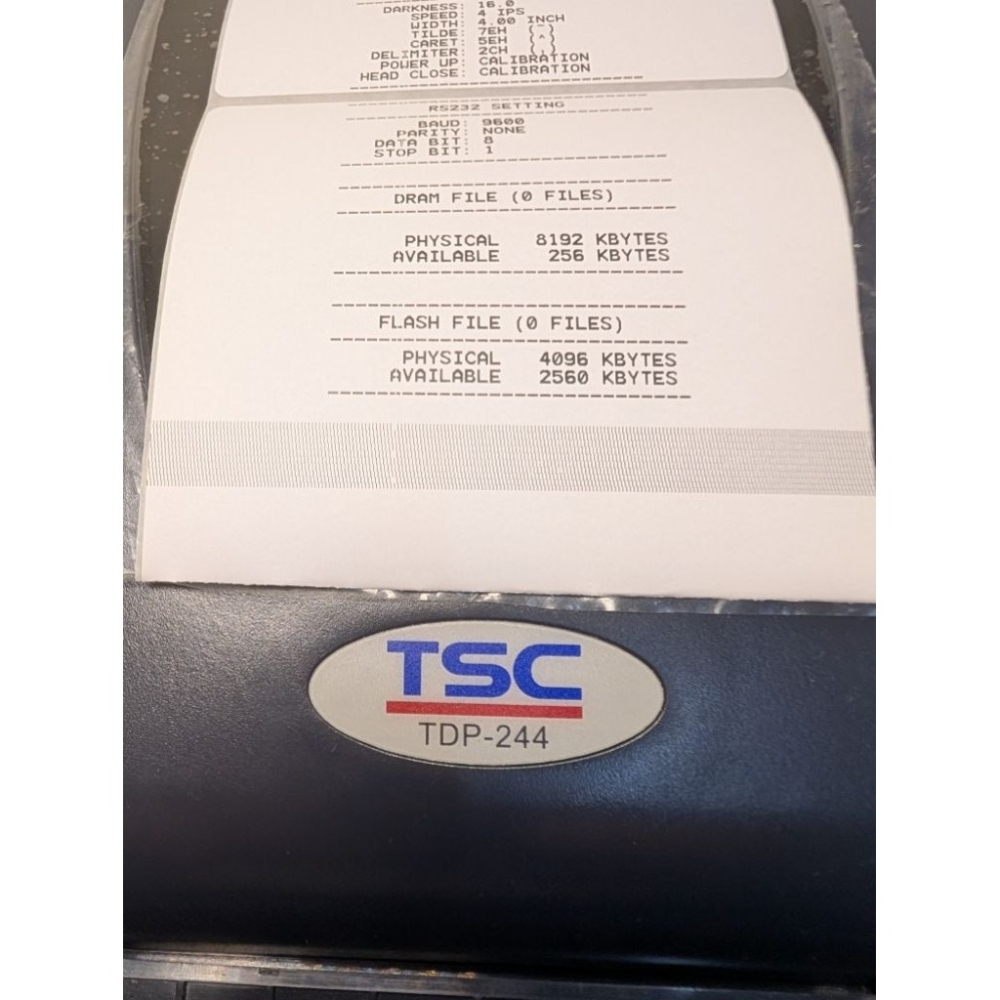 DARKNESS: 16.0
SPEED: 4 IPS
WIDTH: 4.00 INCH
TILDE: 7EH (~)
CARET: 5EH (^)
DELIMITER: 2CH (,)
POWER UP: CALIBRATION
HEAD CLOSE: CALIBRATION
RS232 SETTING
BAUD: 9600
PARITY: NONE
DATA BIT: 8
STOP BIT: 1
DRAM FILE (0 FILES)
PHYSICAL 8192 KBYTES
AVAILABLE 256 KBYTES
FLASH FILE (0 FILES)
PHYSICAL 4096 KBYTES
AVAILABLE 2560 KBYTES
TSC
TDP-244